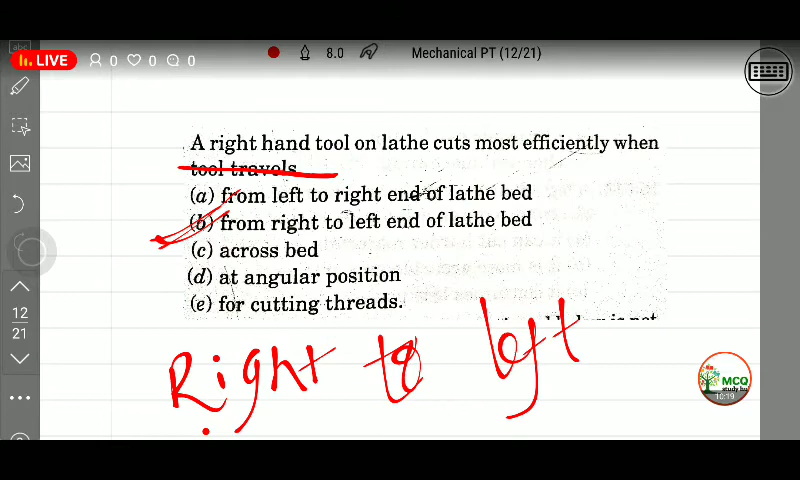 LIVE
0 0 0
8.0
Mechanical PT (12/21)
A right hand tool on lathe cuts most efficiently when
tool travels
(a) from left to right end of lathe bed
(b) from right to left end of lathe bed
(c) across bed
(d) at angular position
(e) for cutting threads.
12
21
Right to left
MCQ
study hub
10:19